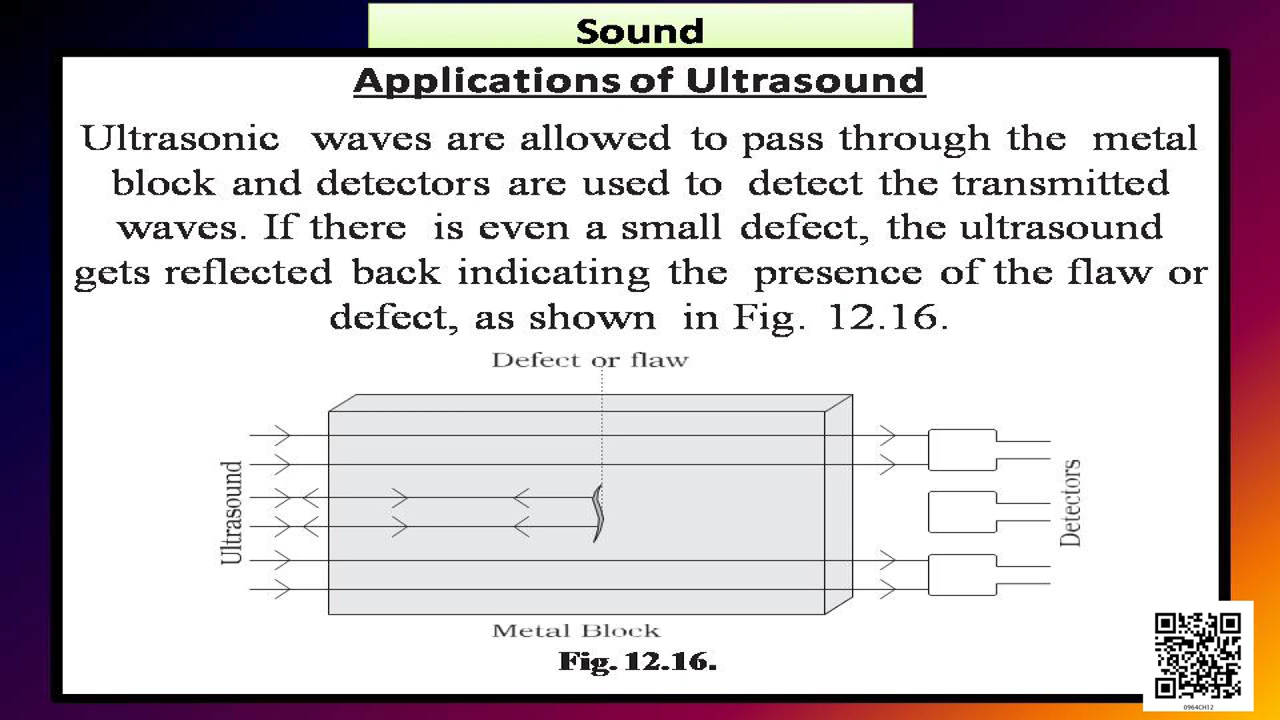 Sound
Applications of Ultrasound
Ultrasonic waves are allowed to pass through the metal
block and detectors are used to detect the transmitted
waves. If there is even a small defect, the ultrasound
gets reflected back indicating the presence of the flaw or
defect, as shown in Fig. 12.16.
Defect or flaw
Ultrasound
Detectors
Metal Block
Fig. 12.16.
0964CH12